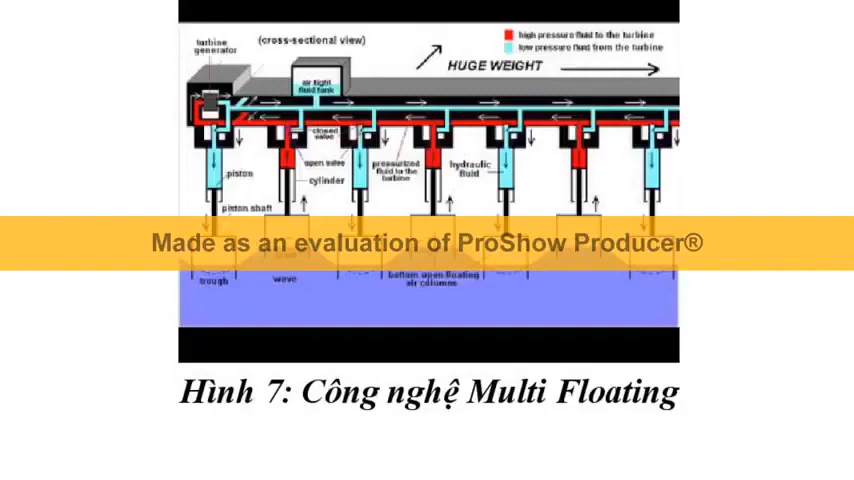 turbine
generator
(cross-sectional view)
high pressure fluid to the turbine
low pressure fluid from the turbine
HUGE WEIGHT
air tight
fluid tank
closed
valve
open valve
pressurized
fluid to the
turbine
hydraulic
fluid
piston
cylinder
piston shaft
Made as an evaluation of ProShow Producer®
trough
wave
bottom open floating
air columns
Hình 7: Công nghệ Multi Floating